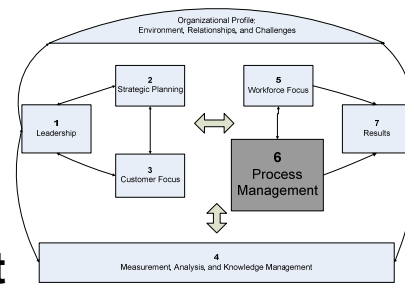 Organizational Profile:
Environment, Relationships, and Challenges
2
Strategic Planning
5
Workforce Focus
1
Leadership
7
Results
3
Customer Focus
6
Process
Management
4
Measurement, Analysis, and Knowledge Management
t